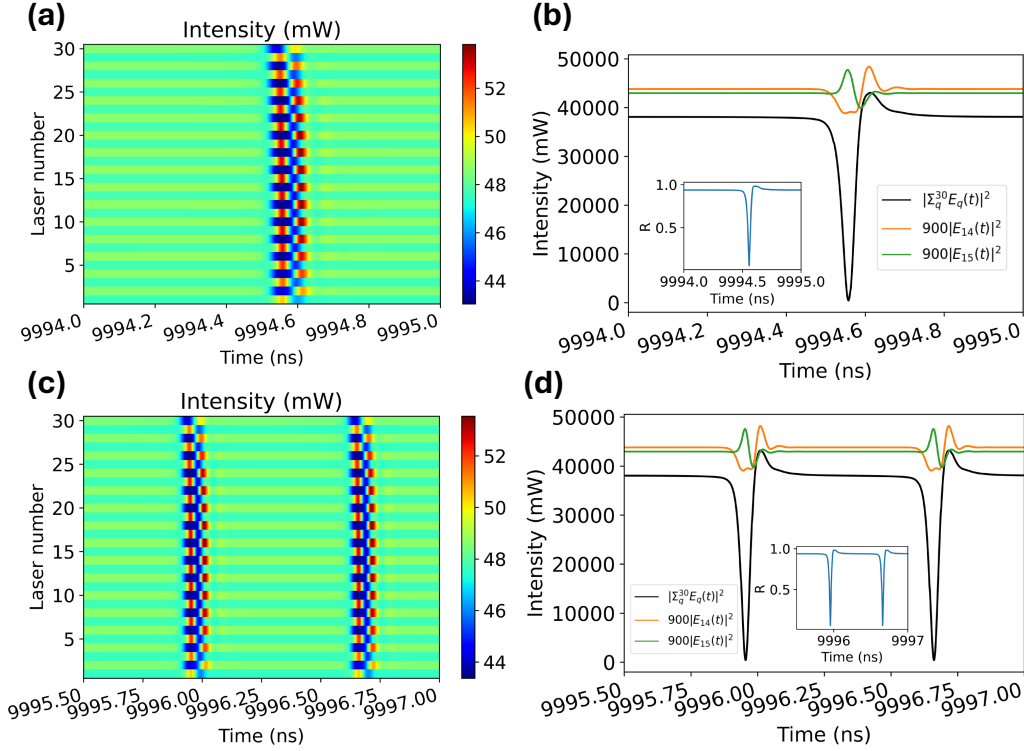 (a)
Intensity (mW)
Laser number
30
25
20
15
10
5
9994.0
9994.2
9994.4
9994.6
9994.8
9995.0
Time (ns)
52
50
48
46
44
(b)
Intensity (mW)
50000
40000
30000
20000
10000
0
9994.0
9994.2
9994.4
9994.6
9994.8
9995.0
Time (ns)
|Σ_q^30 E_q(t)|^2
900|E_14(t)|^2
900|E_15(t)|^2
R
1.0
0.5
9994.0
9994.5
9995.0
Time (ns)
(c)
Intensity (mW)
Laser number
30
25
20
15
10
5
9995.50
9995.75
9996.00
9996.25
9996.50
9996.75
9997.00
Time (ns)
52
50
48
46
44
(d)
Intensity (mW)
50000
40000
30000
20000
10000
0
9995.50
9995.75
9996.00
9996.25
9996.50
9996.75
9997.00
Time (ns)
|Σ_q^30 E_q(t)|^2
900|E_14(t)|^2
900|E_15(t)|^2
R
1.0
0.5
9996
9997
Time (ns)